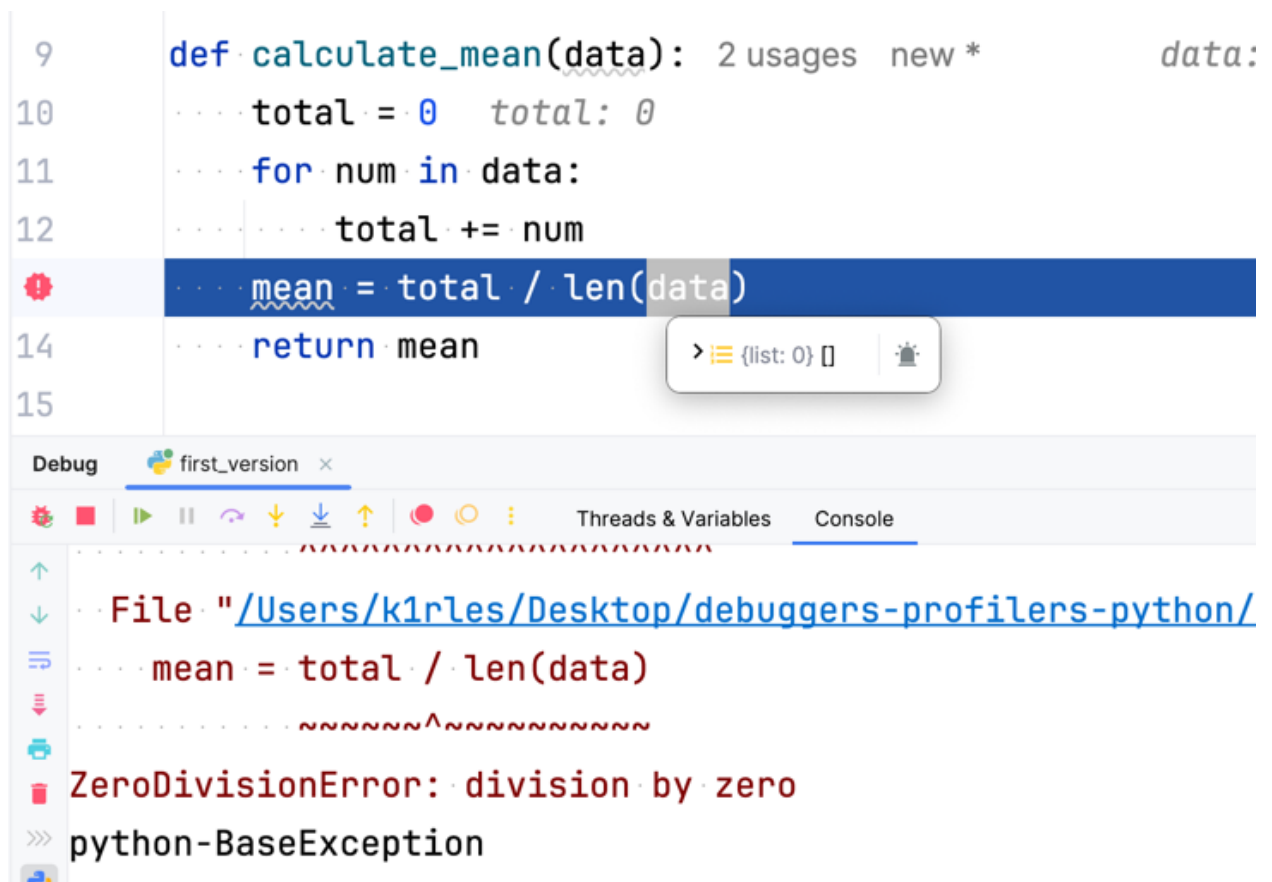 9 def calculate_mean(data): 2 usages new * data:
10 total = 0 total: 0
11 for num in data:
12 total += num
mean = total / len(data)
14 return mean
{list: 0} []
15
Debug first_version ×
Threads & Variables Console
^^^^^^^^^^^^^^^^^^^^
File "/Users/k1rles/Desktop/debuggers-profilers-python/
mean = total / len(data)
~~~~~~^~~~~~~~~~~
ZeroDivisionError: division by zero
python-BaseException